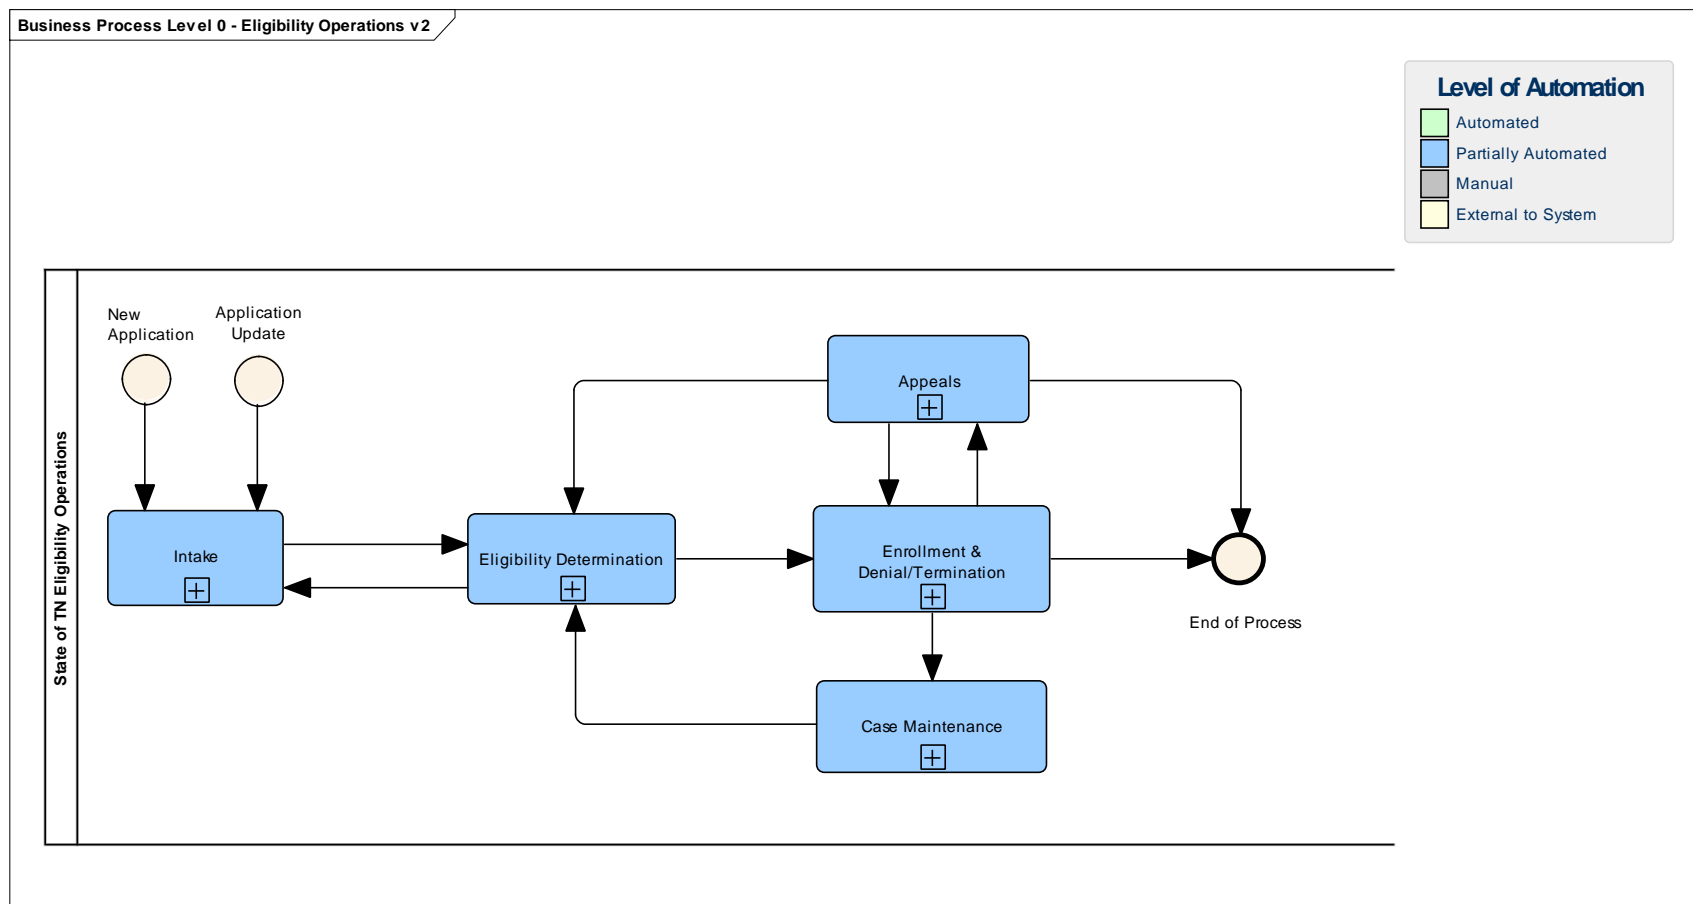 Business Process Level 0 - Eligibility Operations v2
Level of Automation
Automated
Partially Automated
Manual
External to System
State of TN Eligibility Operations
New
Application
Application
Update
Appeals
Intake
Eligibility Determination
Enrollment &
Denial/Termination
End of Process
Case Maintenance